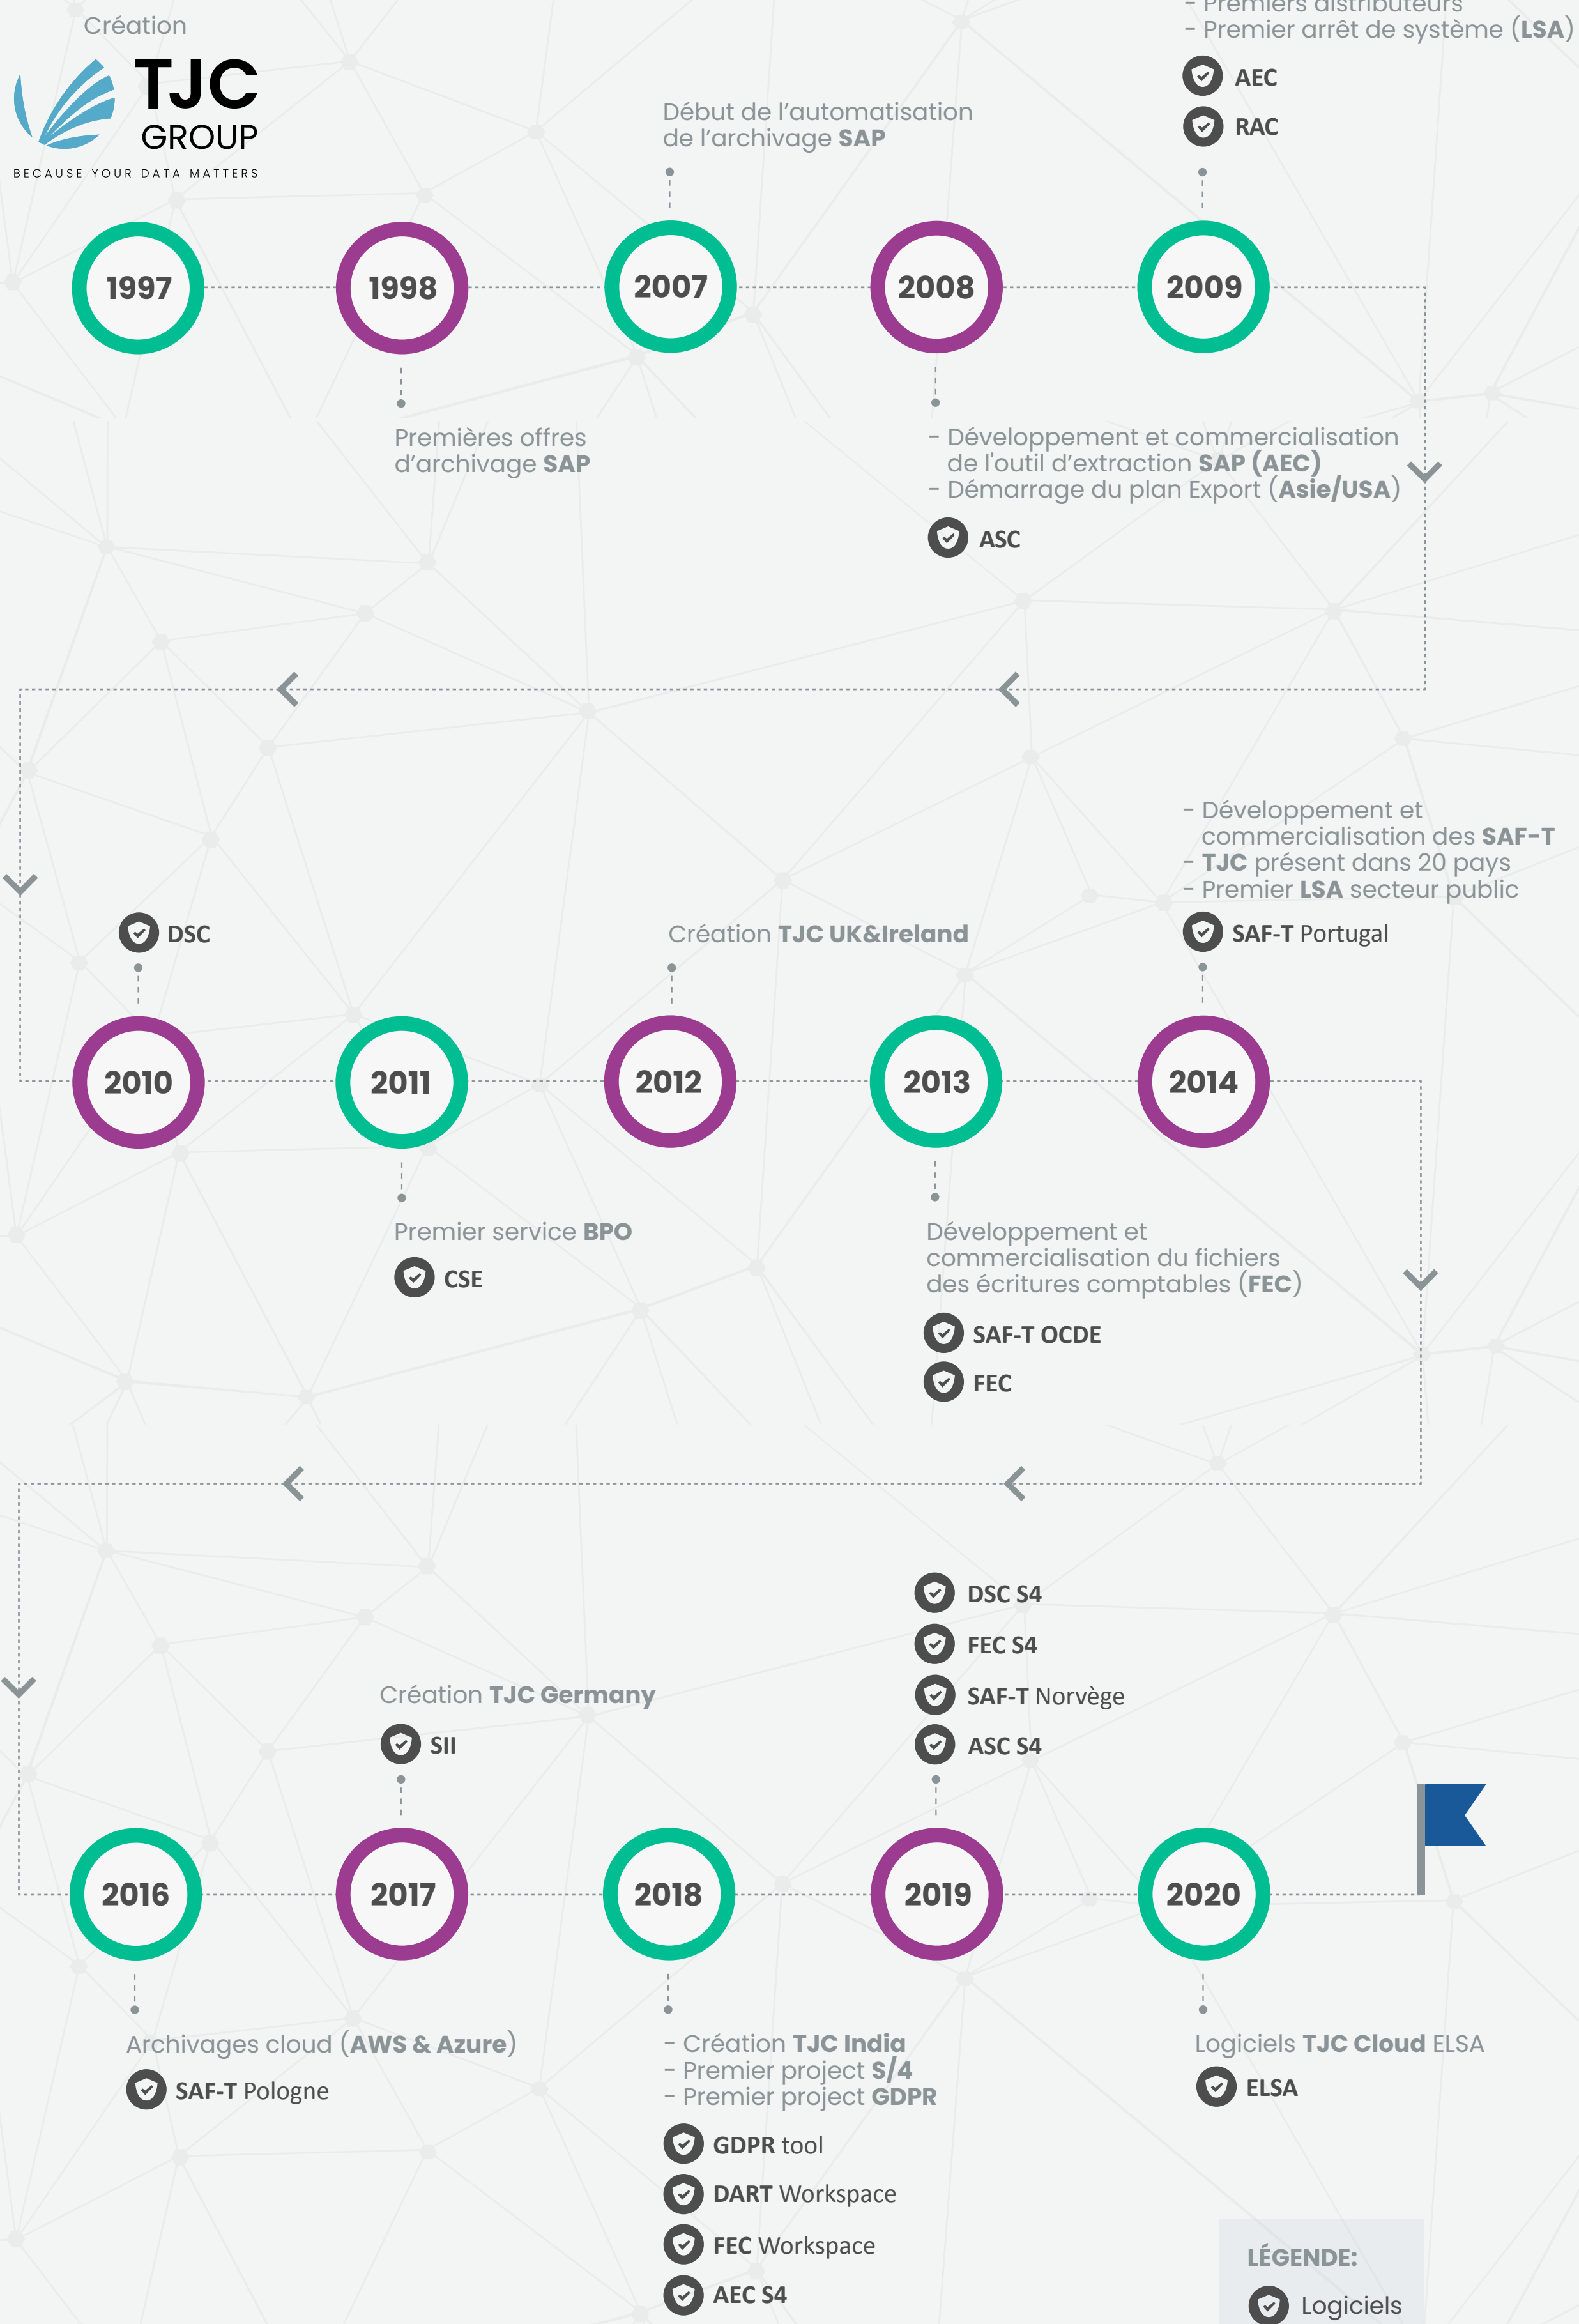 Création
TJC
GROUP
BECAUSE YOUR DATA MATTERS
1997
1998
Premières offres
d’archivage SAP
Début de l’automatisation
de l’archivage SAP
2007
2008
- Développement et commercialisation
de l'outil d’extraction SAP (AEC)
- Démarrage du plan Export (Asie/USA)
ASC
- Premiers distributeurs
- Premier arrêt de système (LSA)
AEC
RAC
2009
DSC
2010
2011
Premier service BPO
CSE
Création TJC UK&Ireland
2012
2013
Développement et
commercialisation du fichiers
des écritures comptables (FEC)
SAF-T OCDE
FEC
- Développement et
commercialisation des SAF-T
- TJC présent dans 20 pays
- Premier LSA secteur public
SAF-T Portugal
2014
2016
Archivages cloud (AWS & Azure)
SAF-T Pologne
Création TJC Germany
SII
2017
2018
- Création TJC India
- Premier project S/4
- Premier project GDPR
GDPR tool
DART Workspace
FEC Workspace
AEC S4
DSC S4
FEC S4
SAF-T Norvège
ASC S4
2019
2020
Logiciels TJC Cloud ELSA
ELSA
LÉGENDE:
Logiciels